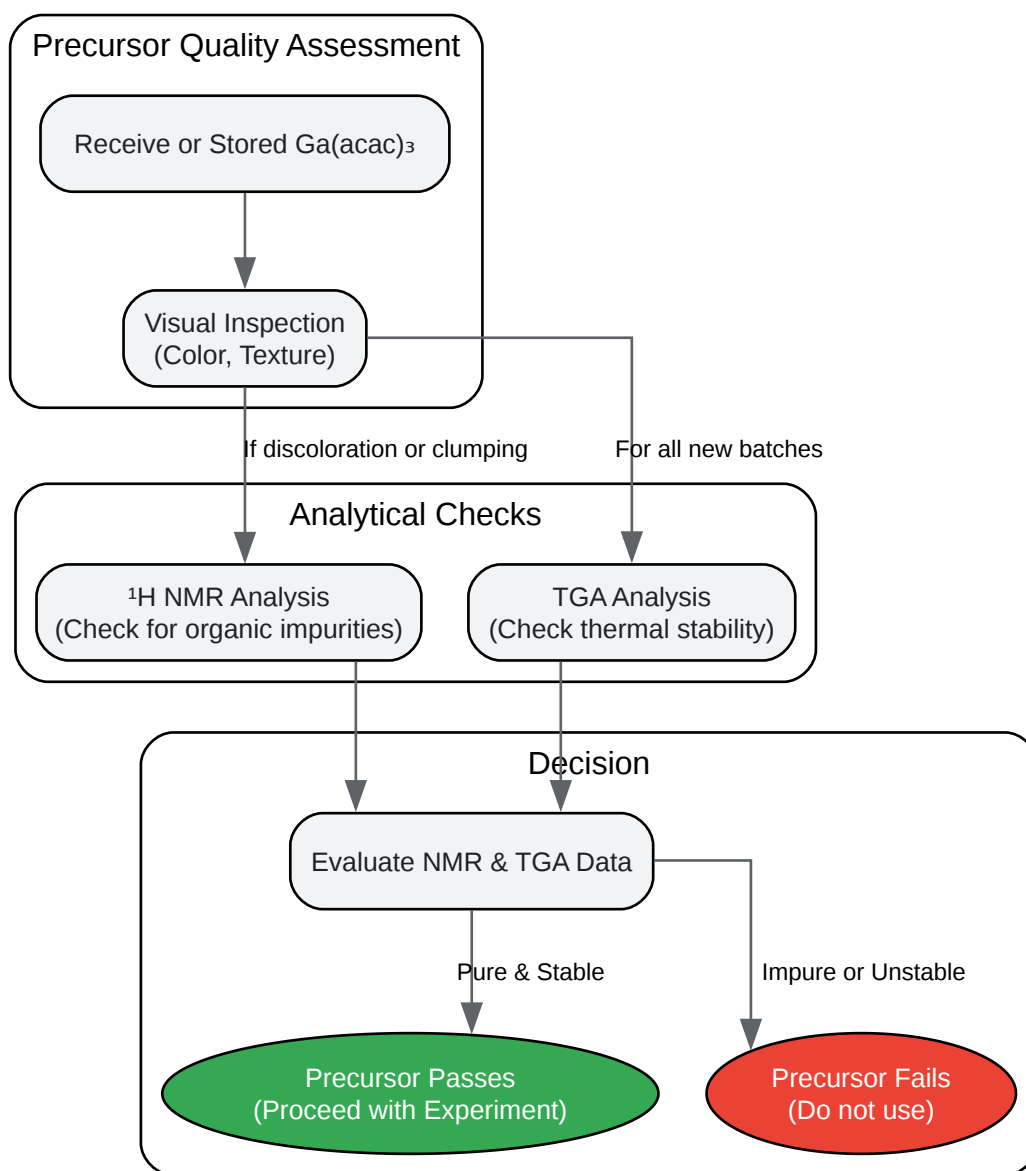 Precursor Quality Assessment
Receive or Stored Ga(acac)₃
Visual Inspection
(Color, Texture)
If discoloration or clumping
For all new batches
Analytical Checks
¹H NMR Analysis
(Check for organic impurities)
TGA Analysis
(Check thermal stability)
Decision
Evaluate NMR & TGA Data
Pure & Stable
Impure or Unstable
Precursor Passes
(Proceed with Experiment)
Precursor Fails
(Do not use)